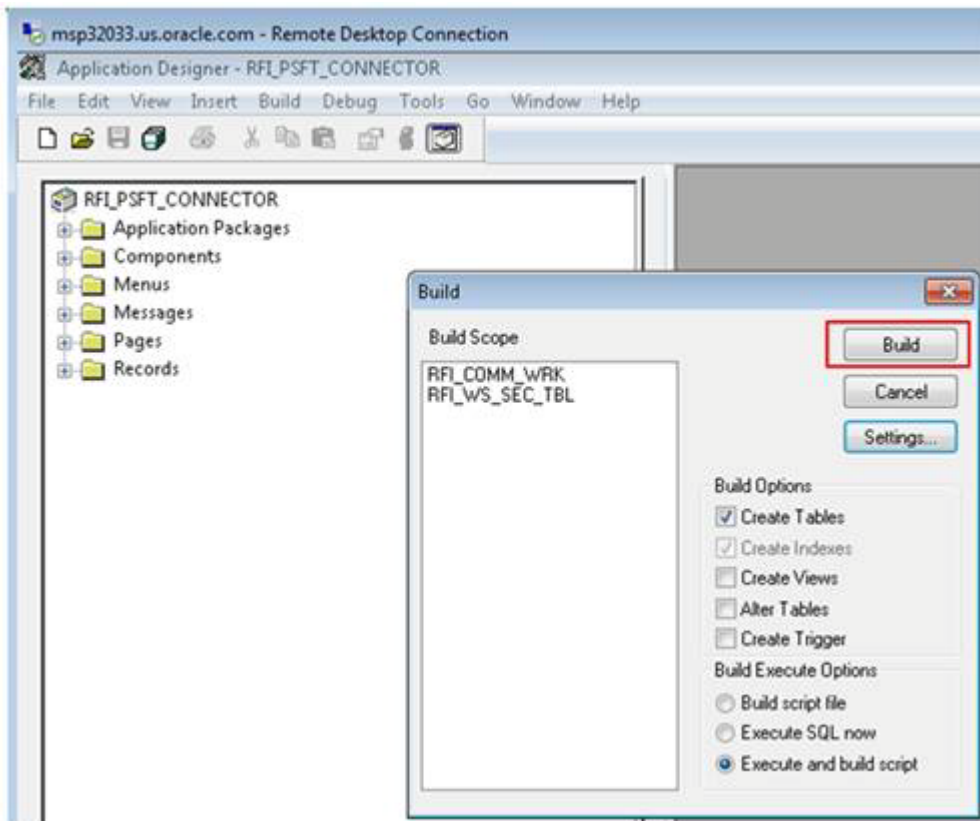 msp32033.us.oracle.com - Remote Desktop Connection
Application Designer - RFI_PSFT_CONNECTOR
File Edit View Insert Build Debug Tools Go Window Help
RFI_PSFT_CONNECTOR
Application Packages
Components
Menus
Messages
Pages
Records
Build
Build Scope
RFI_COMM_WRK
RFI_WS_SEC_TBL
Build
Cancel
Settings...
Build Options
Create Tables
Create Indexes
Create Views
Alter Tables
Create Trigger
Build Execute Options
Build script file
Execute SQL now
Execute and build script